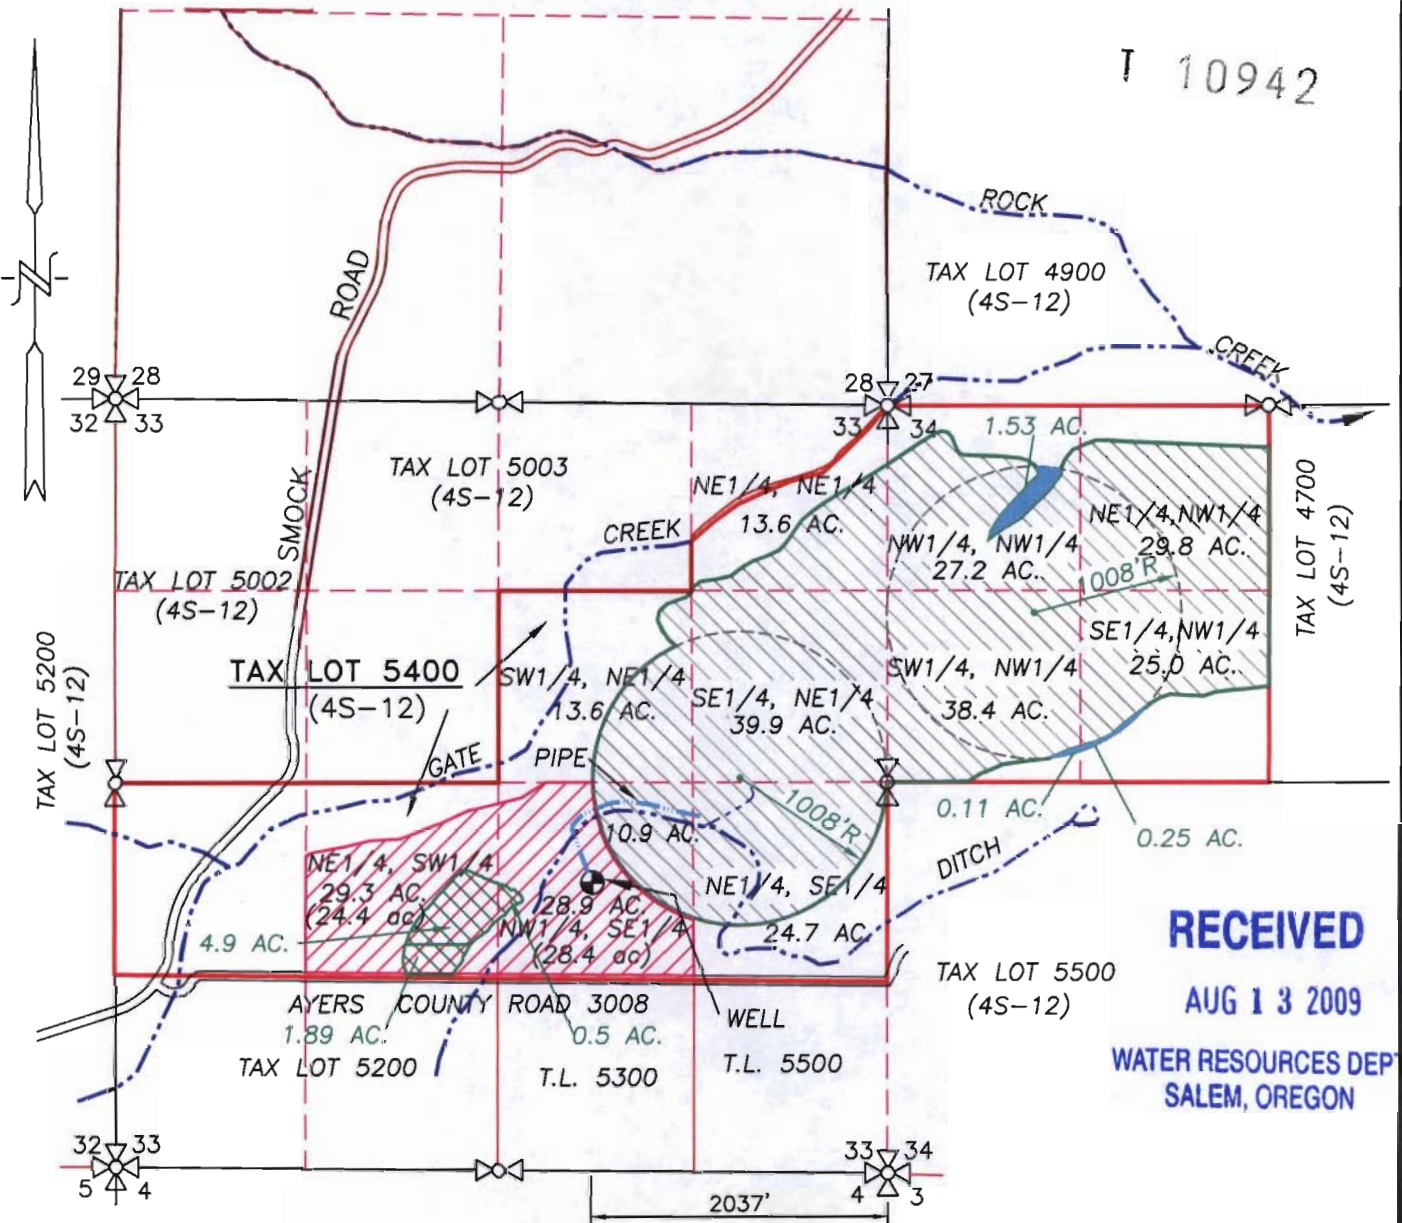 T 10942
ROCK
TAX LOT 4900
(4S-12)
ROAD
CREEK
29 28
32 33
28 27
33 34
1.53 AC.
TAX LOT 5003
(4S-12)
NE1/4, NE1/4
13.6 AC.
NE1/4,NW1/4
29.8 AC.
TAX LOT 4700
(4S-12)
SMOCK
CREEK
NW1/4, NW1/4
27.2 AC.
1008'R
TAX LOT 5002
(4S-12)
SE1/4,NW1/4
25.0 AC.
TAX LOT 5200
(4S-12)
TAX LOT 5400
(4S-12)
SW1/4, NE1/4
13.6 AC.
SE1/4, NE1/4
39.9 AC.
SW1/4, NW1/4
38.4 AC.
GATE
PIPE
1008'R
0.11 AC.
0.25 AC.
10.9 AC.
DITCH
NE1/4, SW1/4
29.3 AC.
(24.4 ac)
NE1/4, SE1/4
24.7 AC.
28.9 AC.
NW1/4, SE1/4
(28.4 ac)
4.9 AC.
RECEIVED
AUG 13 2009
WATER RESOURCES DEPT
SALEM, OREGON
TAX LOT 5500
(4S-12)
AYERS COUNTY ROAD 3008
WELL
1.89 AC.
0.5 AC.
TAX LOT 5200
T.L. 5300
T.L. 5500
32 33
5 4
33 34
4 3
2037'